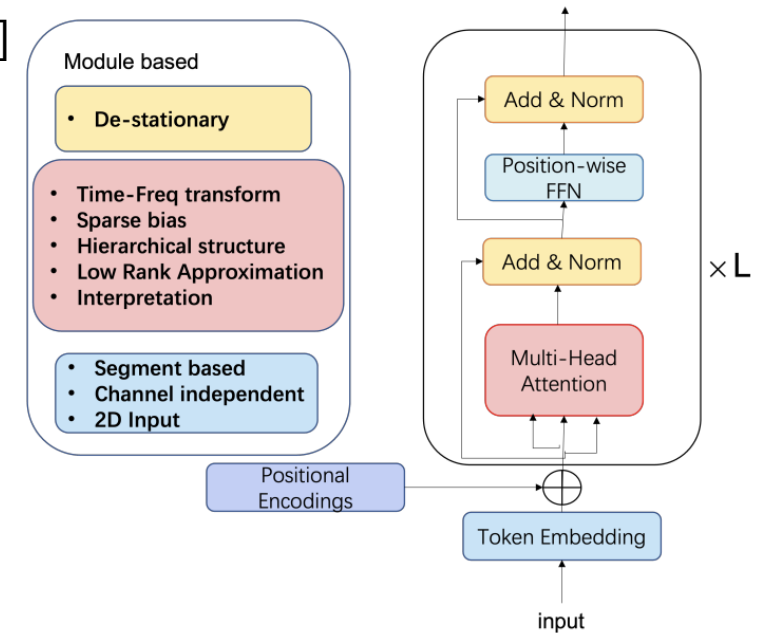 ]
Module based
• De-stationary
• Time-Freq transform
• Sparse bias
• Hierarchical structure
• Low Rank Approximation
• Interpretation
• Segment based
• Channel independent
• 2D Input
Add & Norm
Position-wise
FFN
Add & Norm
×L
Multi-Head
Attention
Positional
Encodings
Token Embedding
input